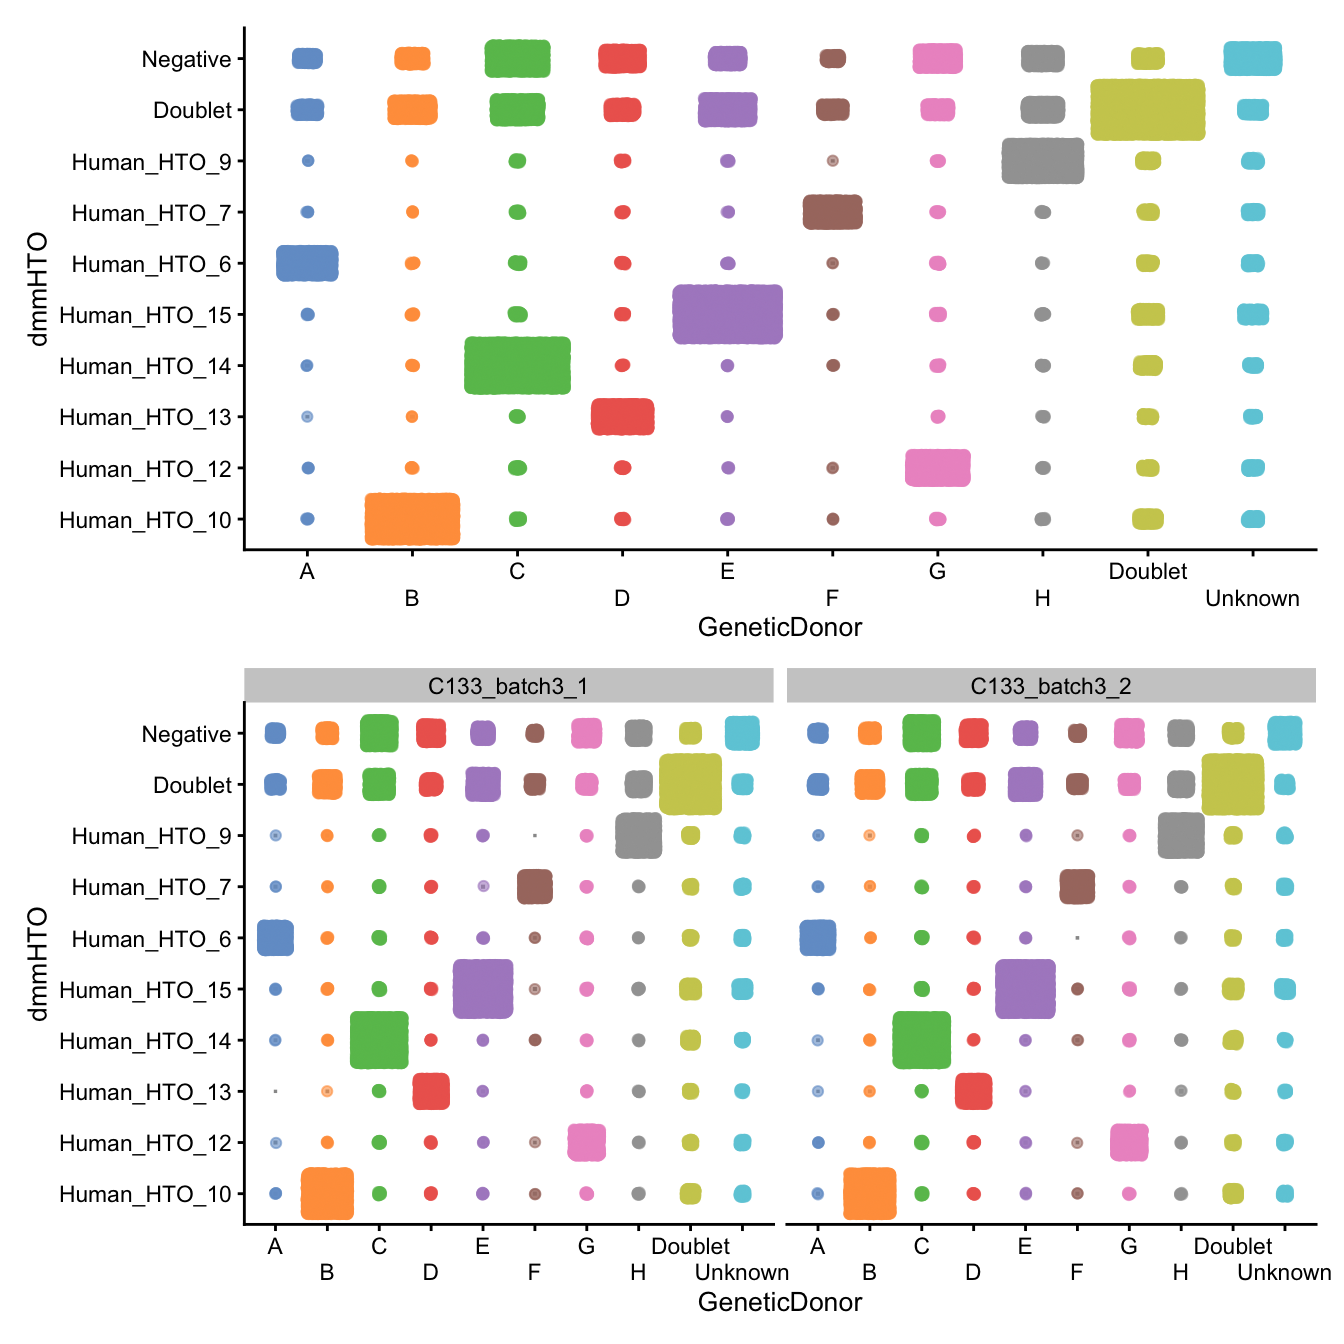 Negative
Doublet
Human_HTO_9
Human_HTO_7
Human_HTO_6
Human_HTO_15
Human_HTO_14
Human_HTO_13
Human_HTO_12
Human_HTO_10
dmmHTO
A
B
C
D
E
F
G
H
Doublet
Unknown
GeneticDonor
C133_batch3_1
C133_batch3_2
Negative
Doublet
Human_HTO_9
Human_HTO_7
Human_HTO_6
Human_HTO_15
Human_HTO_14
Human_HTO_13
Human_HTO_12
Human_HTO_10
dmmHTO
A
B
C
D
E
F
G
H
Doublet
Unknown
A
B
C
D
E
F
G
H
Doublet
Unknown
GeneticDonor